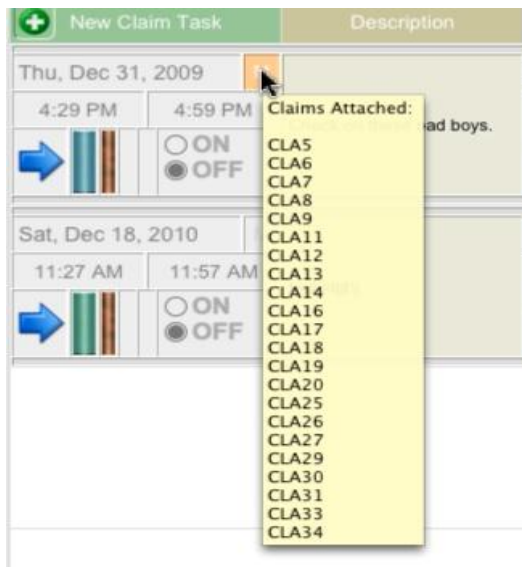 New Claim Task Description
Thu, Dec 31, 2009
4:29 PM 4:59 PM
ad boys.
ON
OFF
Claims Attached:
CLA5
CLA6
CLA7
CLA8
CLA9
CLA11
CLA12
CLA13
CLA14
CLA16
CLA17
CLA18
CLA19
CLA20
CLA25
CLA26
CLA27
CLA29
CLA30
CLA31
CLA33
CLA34
Sat, Dec 18, 2010
11:27 AM 11:57 AM
ON
OFF